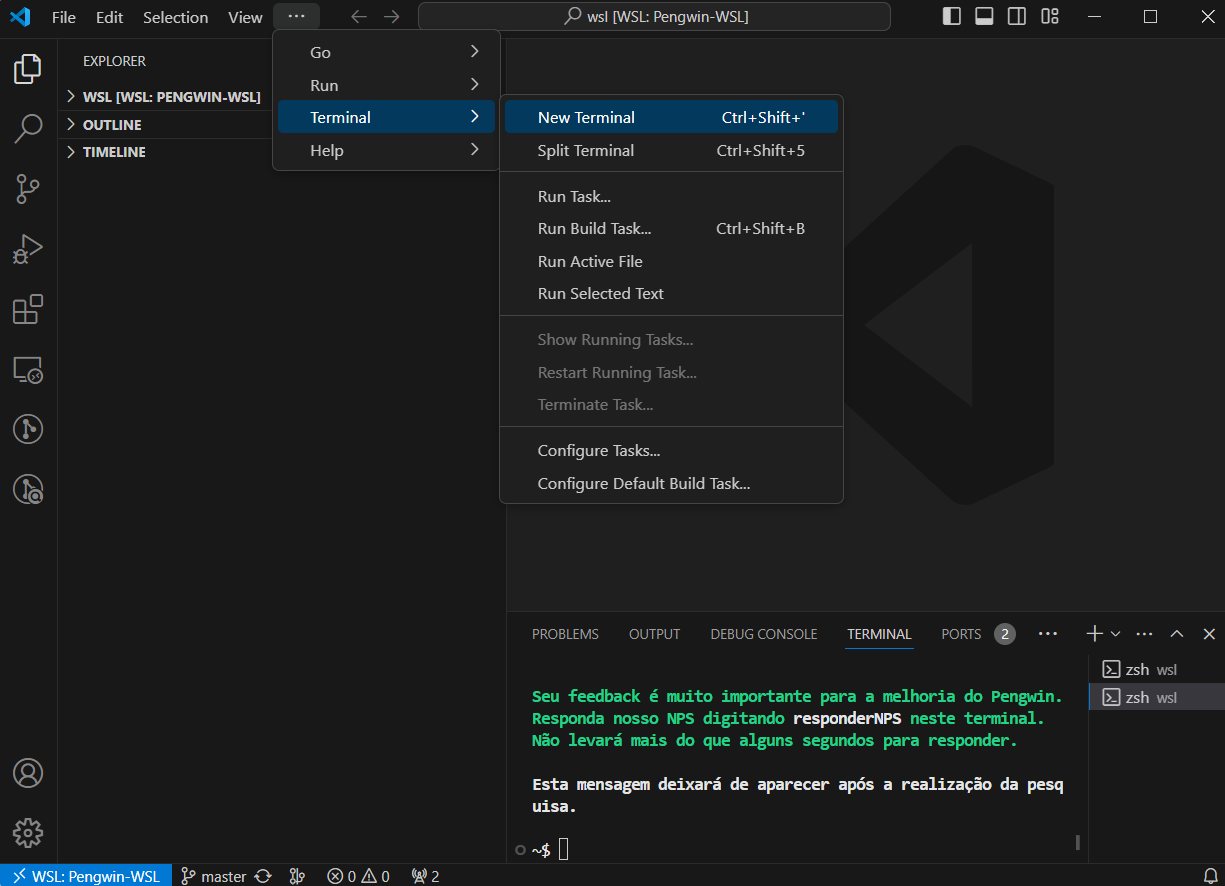 File Edit Selection View ··· wsl [WSL: Pengwin-WSL]
EXPLORER
WSL [WSL: PENGWIN-WSL]
OUTLINE
TIMELINE
Go
Run
Terminal
Help
New Terminal Ctrl+Shift+'
Split Terminal Ctrl+Shift+5
Run Task...
Run Build Task... Ctrl+Shift+B
Run Active File
Run Selected Text
Show Running Tasks...
Restart Running Task...
Terminate Task...
Configure Tasks...
Configure Default Build Task...
PROBLEMS OUTPUT DEBUG CONSOLE TERMINAL PORTS 2 ···
zsh wsl
zsh wsl
Seu feedback é muito importante para a melhoria do Pengwin.
Responda nosso NPS digitando responderNPS neste terminal.
Não levará mais do que alguns segundos para responder.
Esta mensagem deixará de aparecer após a realização da pesq
uisa.
~$
WSL: Pengwin-WSL master 0 0 2